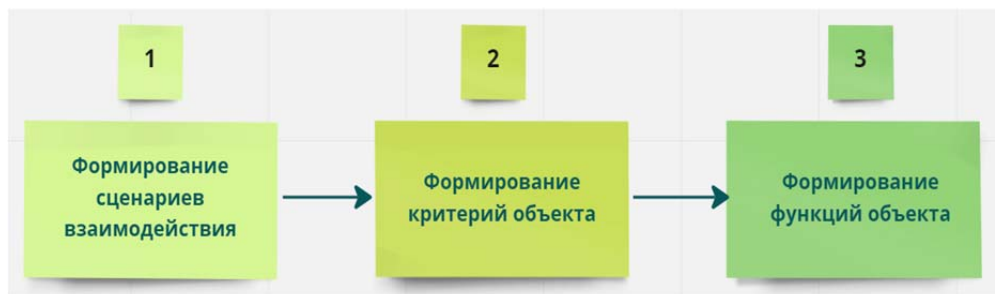 1
2
3
Формирование
сценариев
взаимодействия
Формирование
критерий объекта
Формирование
функций объекта